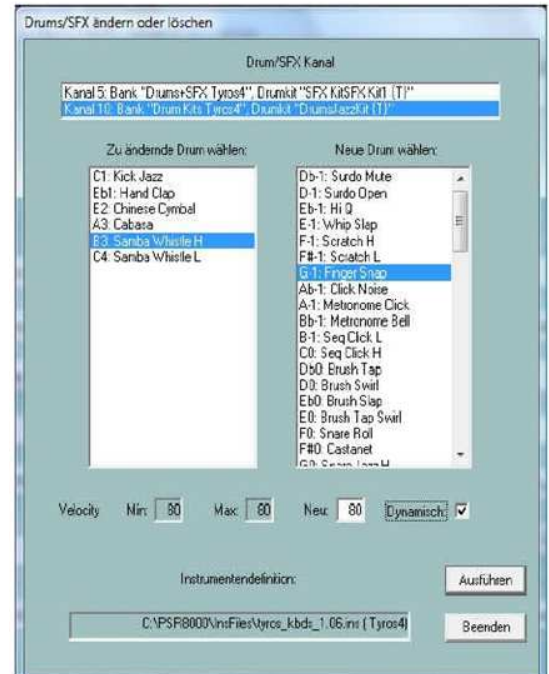 Drums/SFX ändern oder löschen
Drum/SFX Kanal
Kanal 5: Bank "Drums+SFX Tyros4", Drumkit "SFX KitSFX Kit1 {T}"
Kanal 10: Bank "Drum Kits Tyros4", Drumkit "DrumsJazzKit {T}"
Zu ändernde Drum wählen:
C1: Kick Jazz
Eb1: Hand Clap
E2: Chinese Cymbal
A3: Cabasa
B3: Samba Whistle H
C4: Samba Whistle L
Neue Drum wählen:
Db-1: Surdo Mute
D-1: Surdo Open
Eb-1: Hi Q
E-1: Whip Slap
F-1: Scratch H
F#-1: Scratch L
G-1: Finger Snap
Ab-1: Click Noise
A-1: Metronome Click
Bb-1: Metronome Bell
B-1: Seq Click L
C0: Seq Click H
Db0: Brush Tap
D0: Brush Swirl
Eb0: Brush Slap
E0: Brush Tap Swirl
F0: Snare Roll
F#0: Castanet
G0: Snare Jazz H
Velocity Min: 80 Max: 80 Neu: 80 Dynamisch:
Instrumentendefinition:
Ausführen
C:\PSR8000\InsFiles\tyros_kbds_1.06.ins ( Tyros4)
Beenden